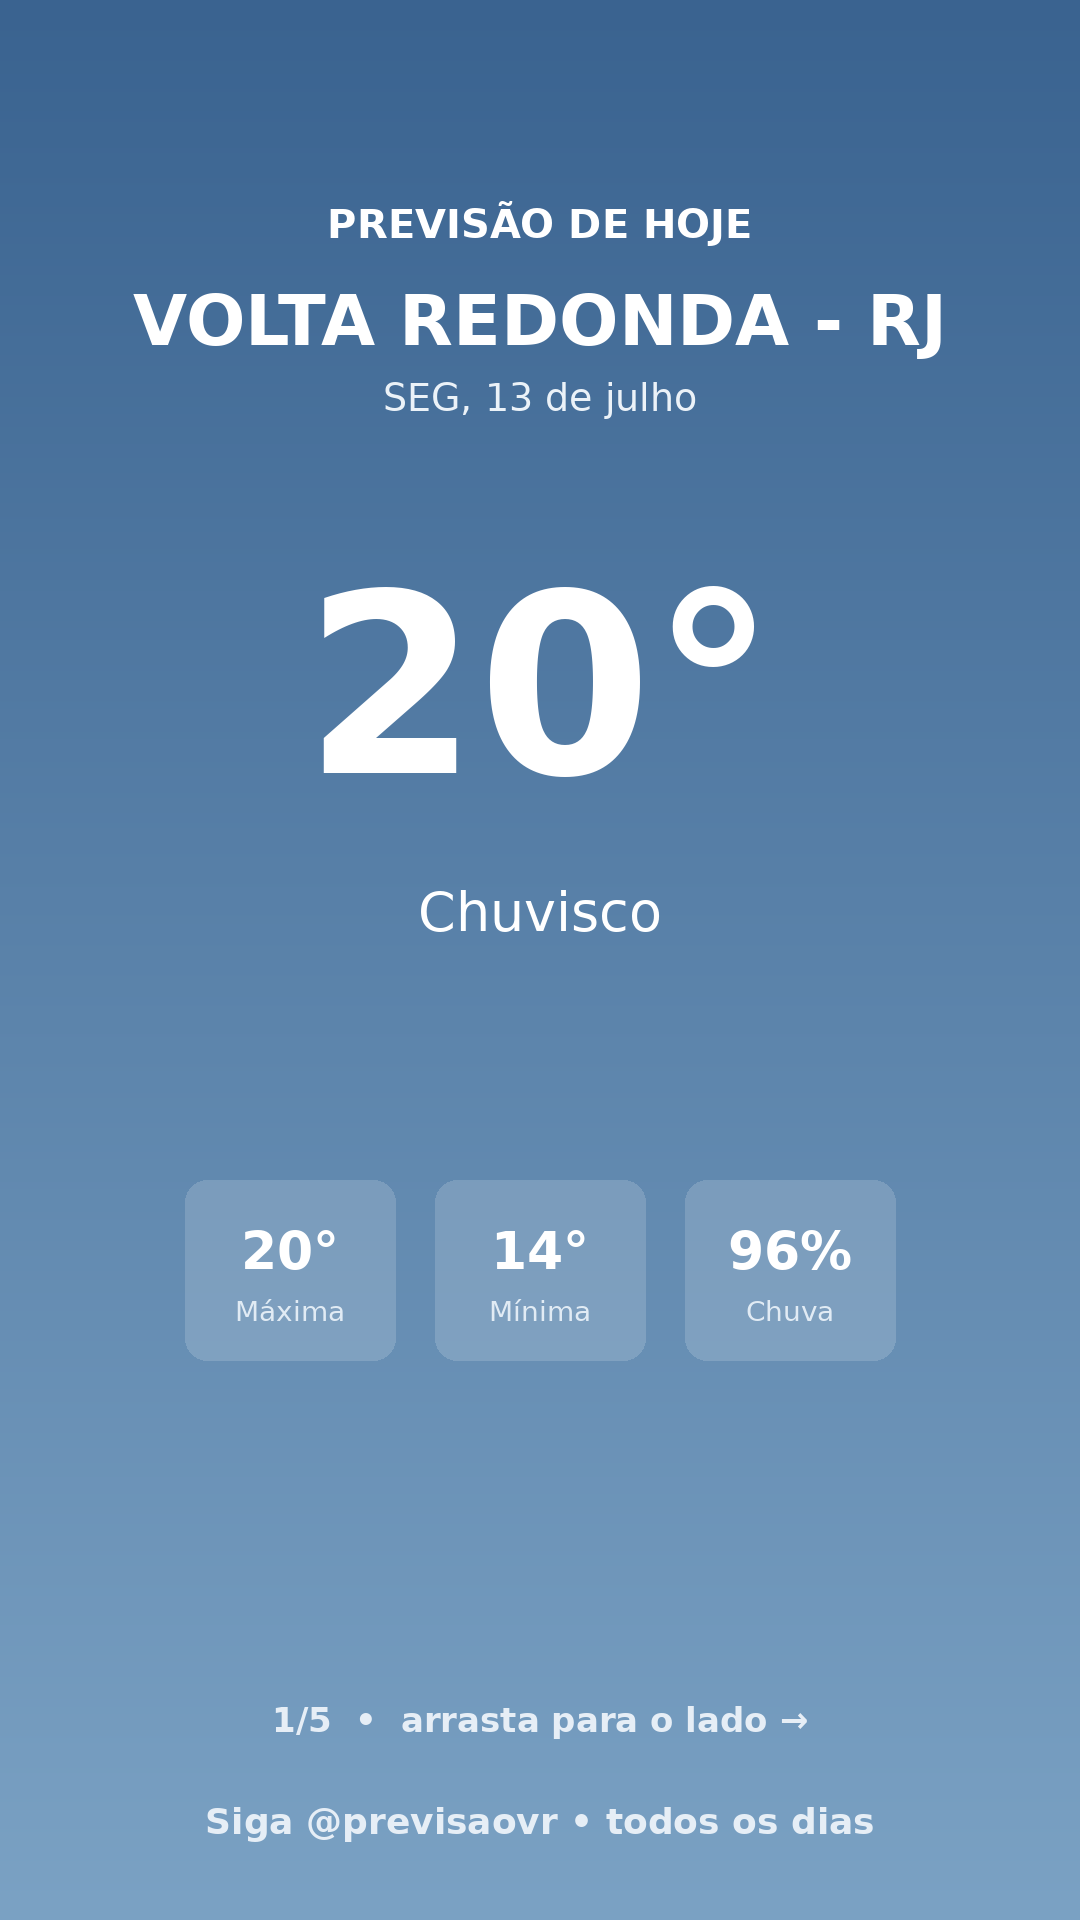 PREVISÃO DE HOJE
VOLTA REDONDA - RJ
SEG, 13 de julho
20°
Chuvisco
20°
Máxima
14°
Mínima
96%
Chuva
1/5 • arrasta para o lado →
Siga @previsaovr • todos os dias